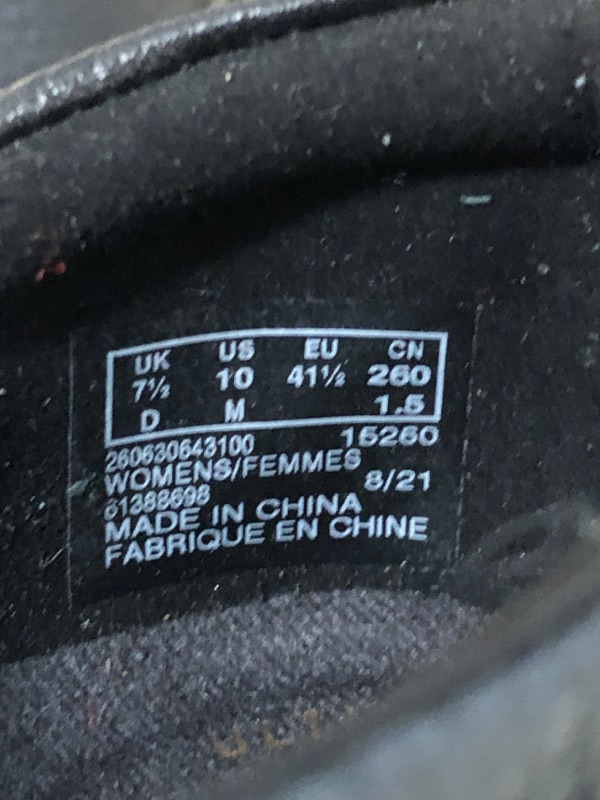 UK US EU CN
7½ 10 41½ 260
D M 1.5
260630643100 15260
WOMENS/FEMMES
61388698 8/21
MADE IN CHINA
FABRIQUE EN CHINE